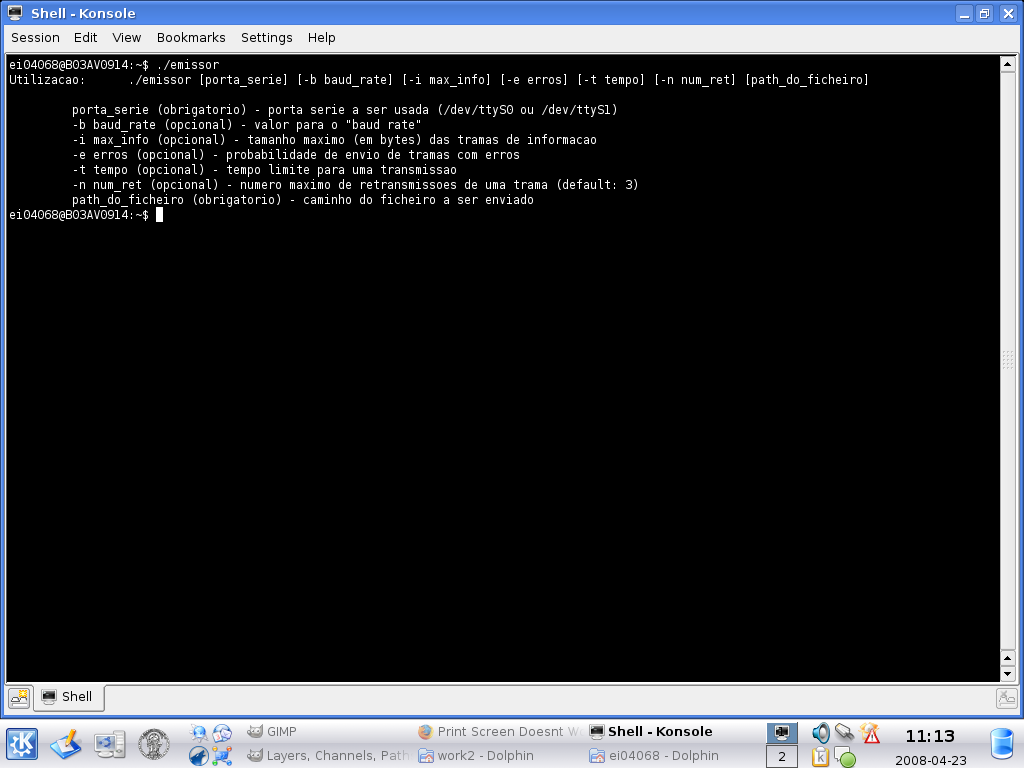 Shell - Konsole
Session Edit View Bookmarks Settings Help
ei04068@B03AV0914:~$ ./emissor
Utilizacao: ./emissor [porta_serie] [-b baud_rate] [-i max_info] [-e erros] [-t tempo] [-n num_ret] [path_do_ficheiro]
porta_serie (obrigatorio) - porta serie a ser usada (/dev/ttyS0 ou /dev/ttyS1)
-b baud_rate (opcional) - valor para o "baud rate"
-i max_info (opcional) - tamanho maximo (em bytes) das tramas de informacao
-e erros (opcional) - probabilidade de envio de tramas com erros
-t tempo (opcional) - tempo limite para uma transmissao
-n num_ret (opcional) - numero maximo de retransmissoes de uma trama (default: 3)
path_do_ficheiro (obrigatorio) - caminho do ficheiro a ser enviado
ei04068@B03AV0914:~$
Shell
GIMP Print Screen Doesnt W Shell - Konsole 11:13
Layers, Channels, Path work2 - Dolphin ei04068 - Dolphin 2 2008-04-23